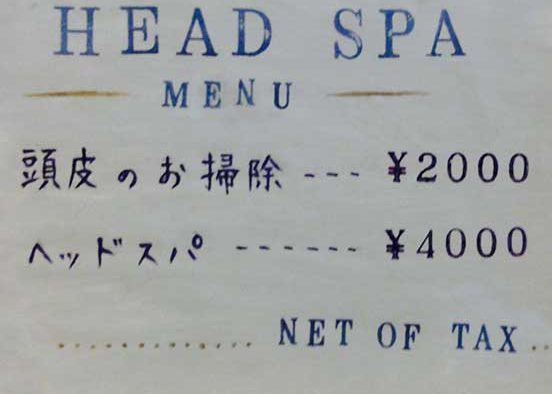 HEAD SPA
MENU
頭皮のお掃除 --- ¥2000
ヘッドスパ ------ ¥4000
............. NET OF TAX ..